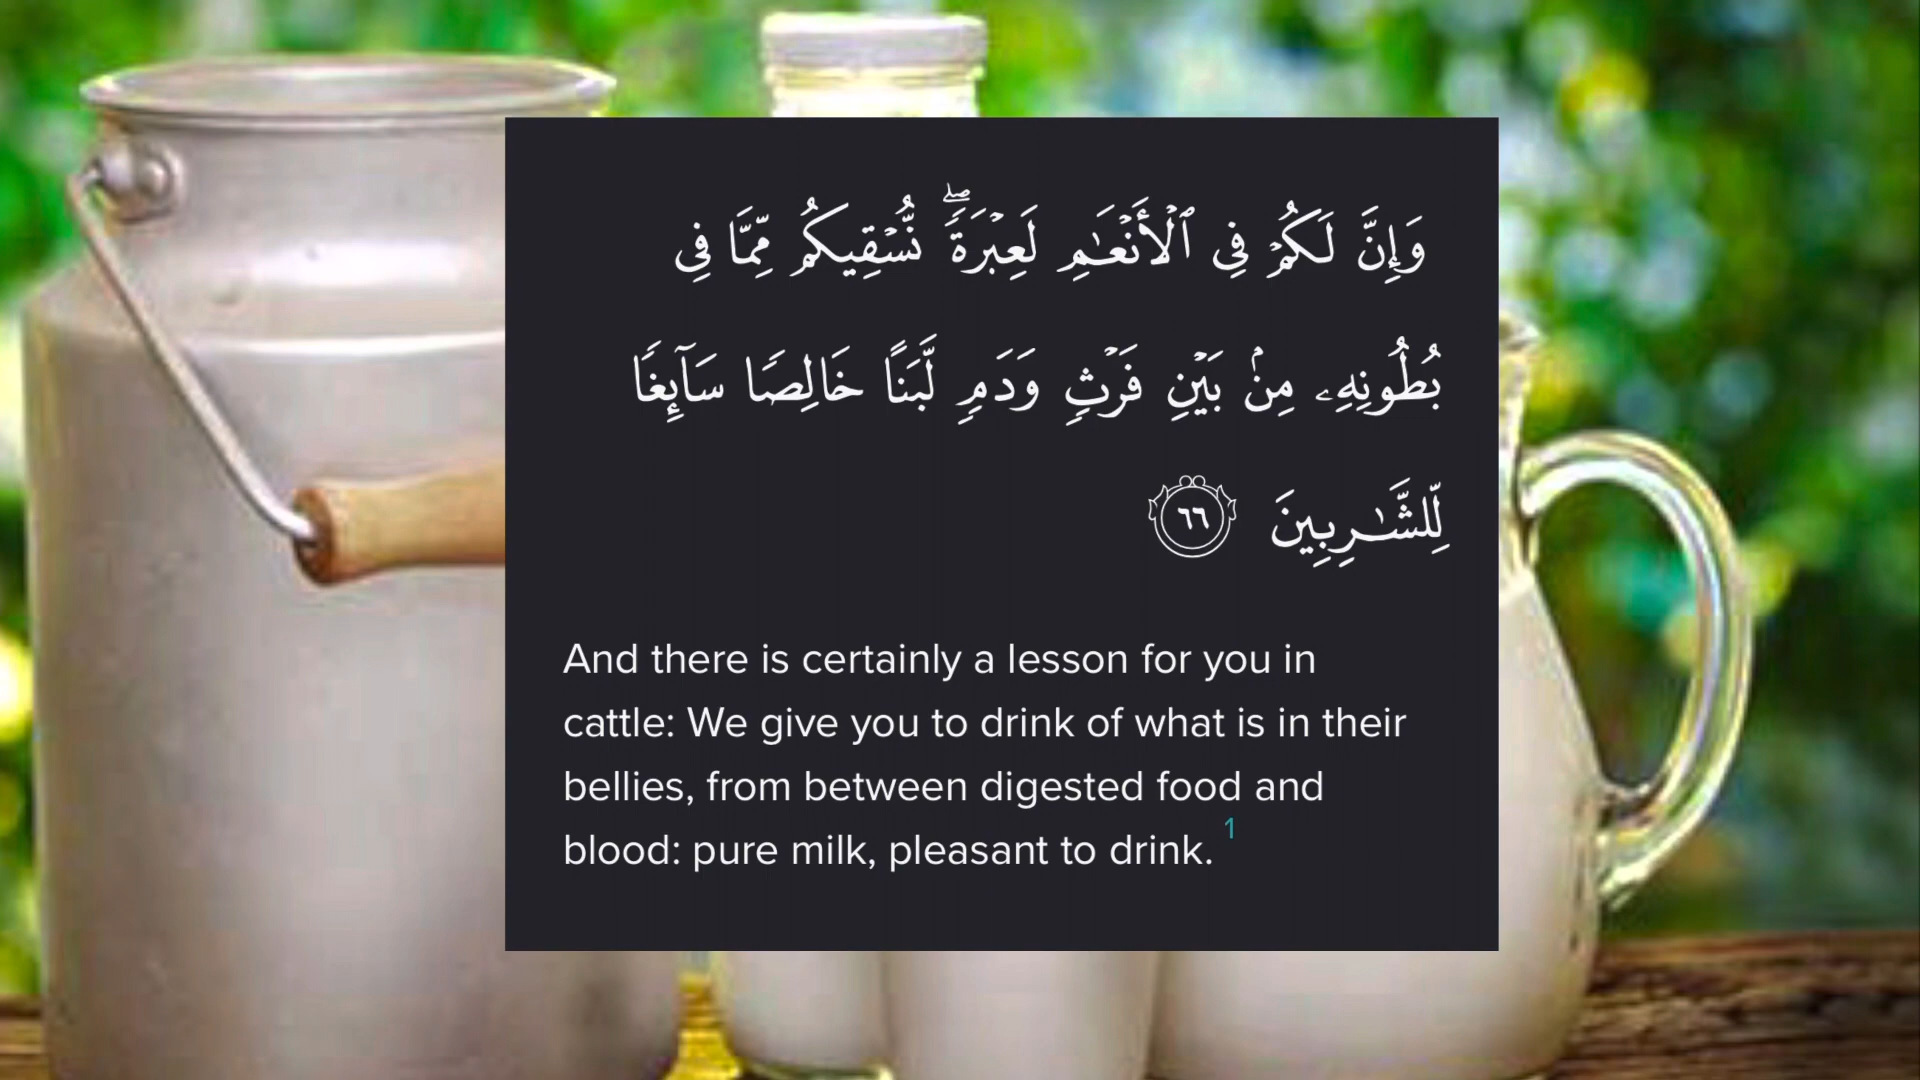 وَإِنَّ لَكُمْ فِى ٱلْأَنْعَـٰمِ لَعِبْرَةًۭ ۖ نُّسْقِيكُم مِّمَّا فِى
بُطُونِهِۦ مِنۢ بَيْنِ فَرْثٍۢ وَدَمٍۢ لَّبَنًا خَالِصًۭا سَآئِغًۭا
لِّلشَّـٰرِبِينَ ٦٦
And there is certainly a lesson for you in
cattle: We give you to drink of what is in their
bellies, from between digested food and
blood: pure milk, pleasant to drink. 1